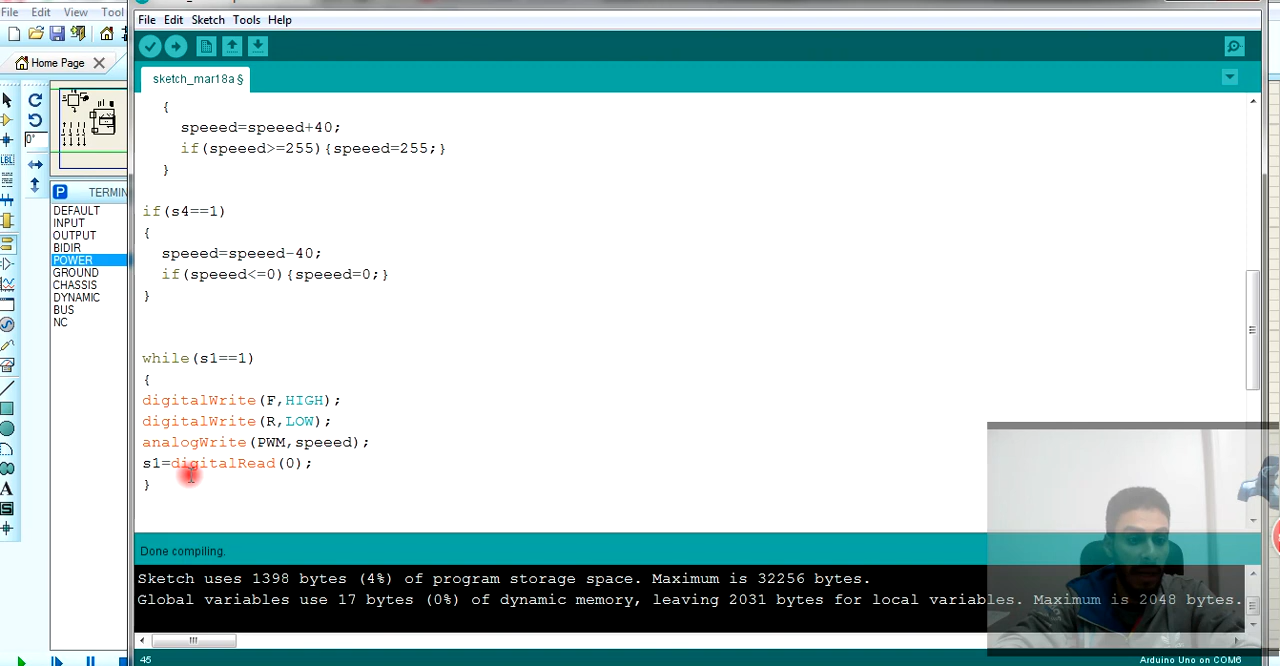 File Edit View Tool
File Edit Sketch Tools Help
Home Page
sketch_mar18a §
0°
LBL
P TERMIN
DEFAULT
INPUT
OUTPUT
BIDIR
POWER
GROUND
CHASSIS
DYNAMIC
BUS
NC
A
S
{
speeed=speeed+40;
if(speeed>=255){speeed=255;}
}
if(s4==1)
{
speeed=speeed-40;
if(speeed<=0){speeed=0;}
}
while(s1==1)
{
digitalWrite(F,HIGH);
digitalWrite(R,LOW);
analogWrite(PWM,speeed);
s1=digitalRead(0);
}
Done compiling.
Sketch uses 1398 bytes (4%) of program storage space. Maximum is 32256 bytes.
Global variables use 17 bytes (0%) of dynamic memory, leaving 2031 bytes for local variables. Maximum is 2048 bytes.
45
Arduino Uno on COM6